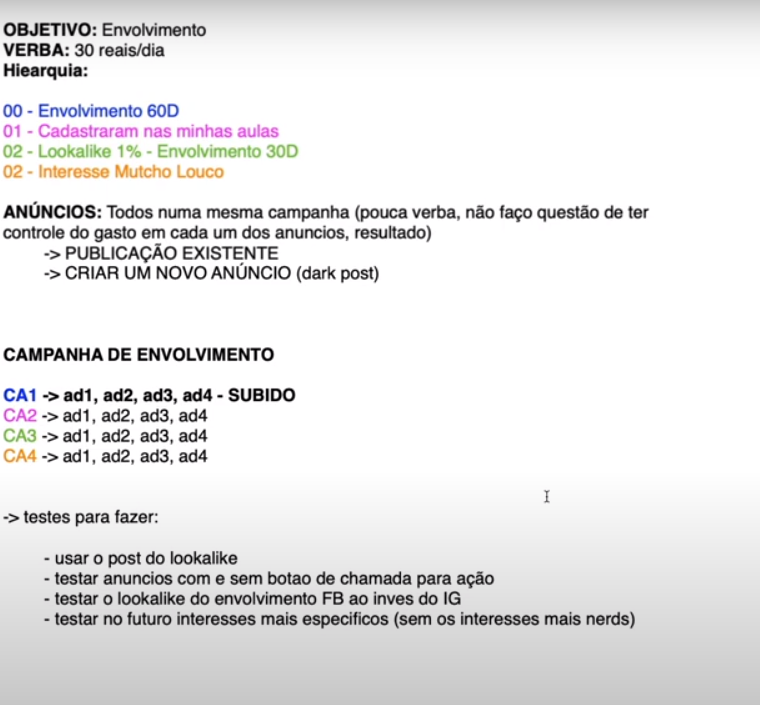 OBJETIVO: Envolvimento
VERBA: 30 reais/dia
Hiearquia:
00 - Envolvimento 60D
01 - Cadastraram nas minhas aulas
02 - Lookalike 1% - Envolvimento 30D
02 - Interesse Mutcho Louco
ANÚNCIOS: Todos numa mesma campanha (pouca verba, não faço questão de ter
controle do gasto em cada um dos anuncios, resultado)
-> PUBLICAÇÃO EXISTENTE
-> CRIAR UM NOVO ANÚNCIO (dark post)
CAMPANHA DE ENVOLVIMENTO
CA1 -> ad1, ad2, ad3, ad4 - SUBIDO
CA2 -> ad1, ad2, ad3, ad4
CA3 -> ad1, ad2, ad3, ad4
CA4 -> ad1, ad2, ad3, ad4
-> testes para fazer:
- usar o post do lookalike
- testar anuncios com e sem botao de chamada para ação
- testar o lookalike do envolvimento FB ao inves do IG
- testar no futuro interesses mais especificos (sem os interesses mais nerds)